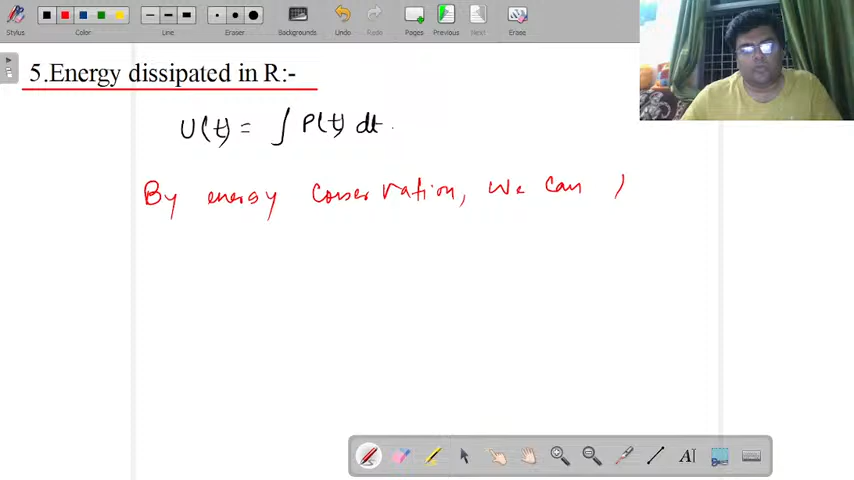 Stylus Color Line Eraser Backgrounds Undo Redo Pages Previous Next Erase
5.Energy dissipated in R:-
U(t) = ∫ P(t) dt.
By energy conservation, We can